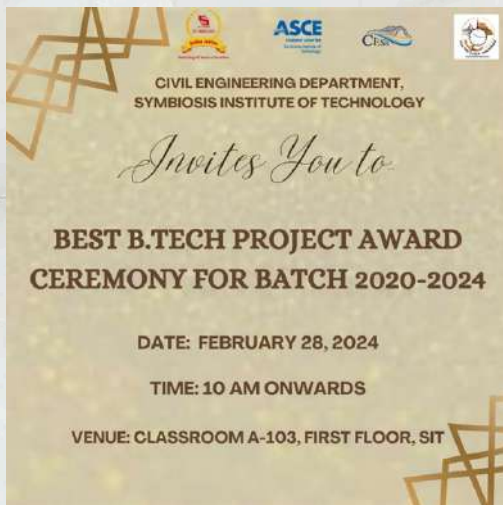 ASCE
CIVIL ENGINEERING DEPARTMENT,
SYMBIOSIS INSTITUTE OF TECHNOLOGY
Invites You to
BEST B.TECH PROJECT AWARD
CEREMONY FOR BATCH 2020-2024
DATE: FEBRUARY 28, 2024
TIME: 10 AM ONWARDS
VENUE: CLASSROOM A-103, FIRST FLOOR, SIT